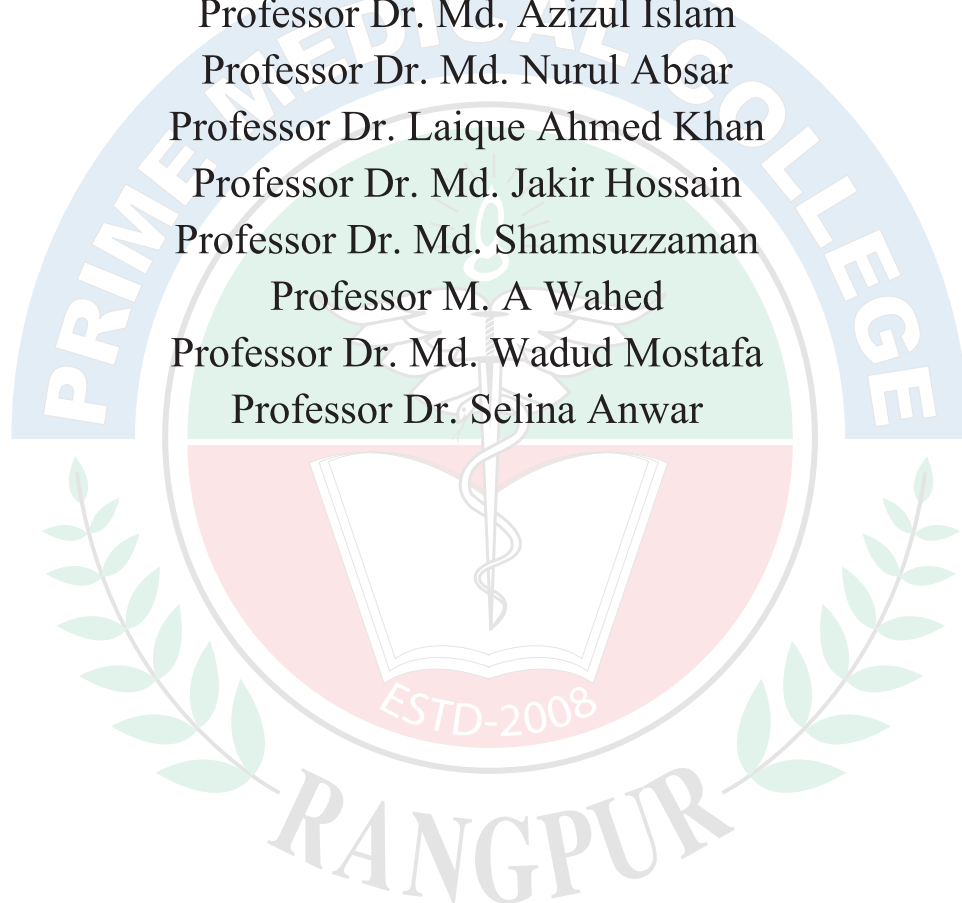 Professor Dr. Md. Azizul Islam
Professor Dr. Md. Nurul Absar
Professor Dr. Laique Ahmed Khan
Professor Dr. Md. Jakir Hossain
Professor Dr. Md. Shamsuzzaman
Professor M. A Wahed
Professor Dr. Md. Wadud Mostafa
Professor Dr. Selina Anwar
PRIME MEDICAL COLLEGE
ESTD-2008
RANGPUR